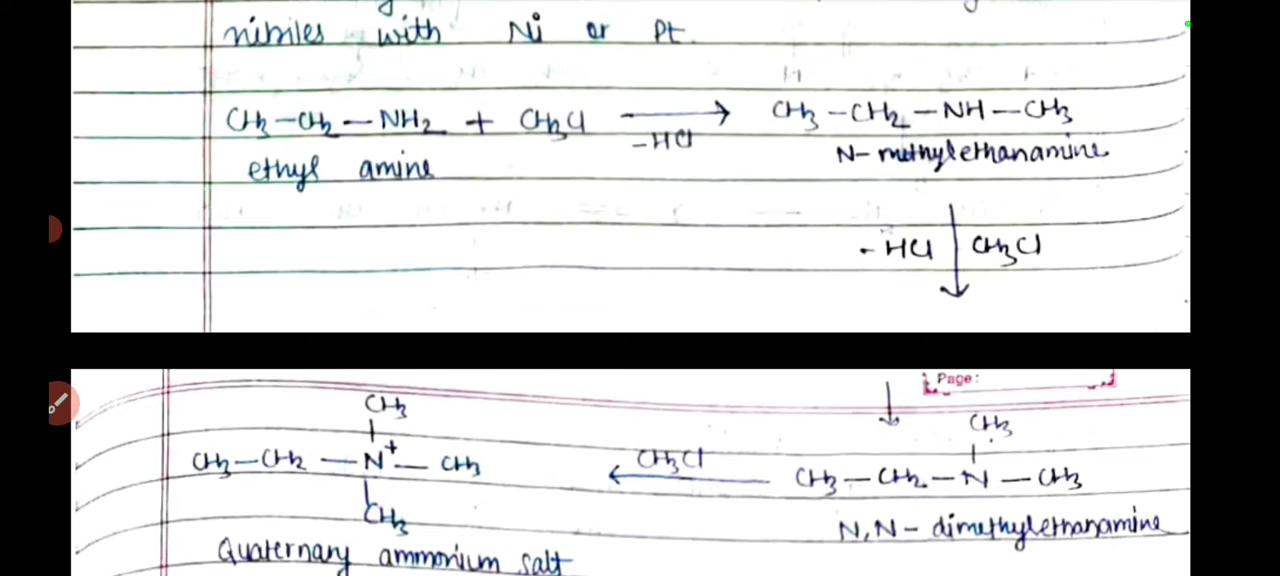 nitriles with Ni or Pt.
CH3 – CH2 – NH2 + CH3Cl → CH3 – CH2 – NH – CH3
– HCl
ethyl amine N– methylethanamine
- HCl CH3Cl
Page:
CH3 CH3
CH3 – CH2 – N+ – CH3 ← CH3Cl CH3 – CH2 – N – CH3
CH3
N,N – dimethylethanamine
Quaternary ammonium salt